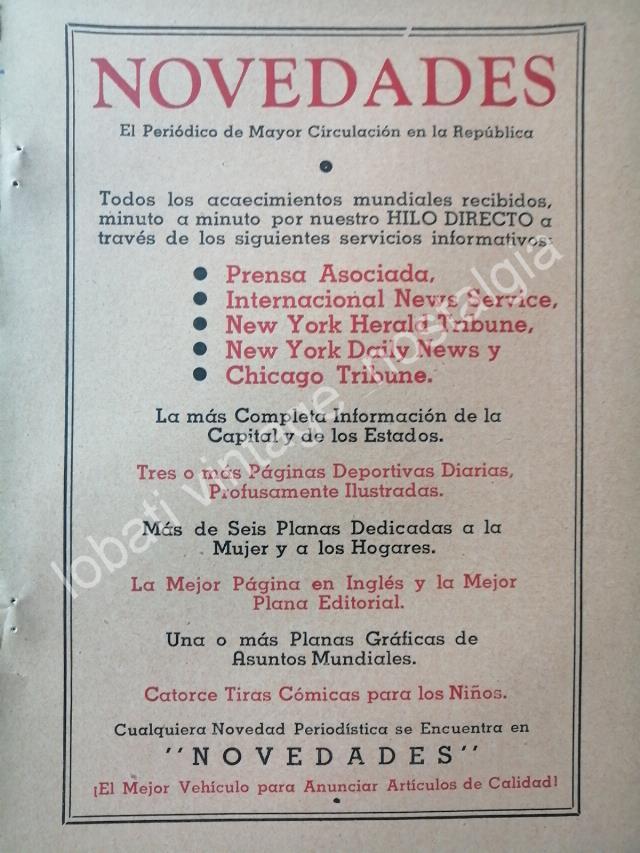 NOVEDADES
El Periódico de Mayor Circulación en la República
Todos los acaecimientos mundiales recibidos,
minuto a minuto por nuestro HILO DIRECTO a
través de los siguientes servicios informativos:
• Prensa Asociada,
• Internacional News Service,
• New York Herald Tribune,
• New York Daily News y
• Chicago Tribune.
La más Completa Información de la
Capital y de los Estados.
Tres o más Páginas Deportivas Diarias,
Profusamente Ilustradas.
Más de Seis Planas Dedicadas a la
Mujer y a los Hogares.
La Mejor Página en Inglés y la Mejor
Plana Editorial.
Una o más Planas Gráficas de
Asuntos Mundiales.
Catorce Tiras Cómicas para los Niños.
Cualquiera Novedad Periodística se Encuentra en
"NOVEDADES"
¡El Mejor Vehículo para Anunciar Artículos de Calidad!
lobati vintage nostalgia